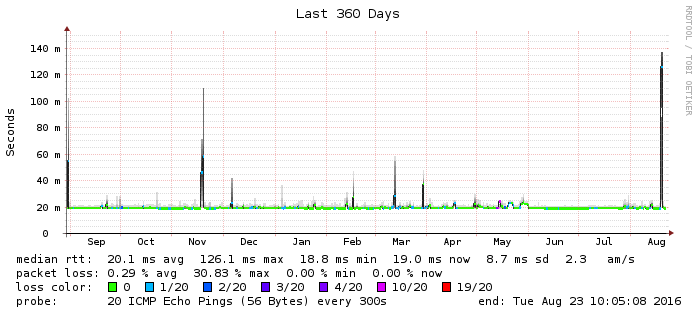 Last 360 Days
RRDTOOL / TOBI OETIKER
Seconds
140 m
120 m
100 m
80 m
60 m
40 m
20 m
0
Sep Oct Nov Dec Jan Feb Mar Apr May Jun Jul Aug
median rtt: 20.1 ms avg 126.1 ms max 18.8 ms min 19.0 ms now 8.7 ms sd 2.3 am/s
packet loss: 0.29 % avg 30.83 % max 0.00 % min 0.00 % now
loss color: 0 1/20 2/20 3/20 4/20 10/20 19/20
probe: 20 ICMP Echo Pings (56 Bytes) every 300s end: Tue Aug 23 10:05:08 2016